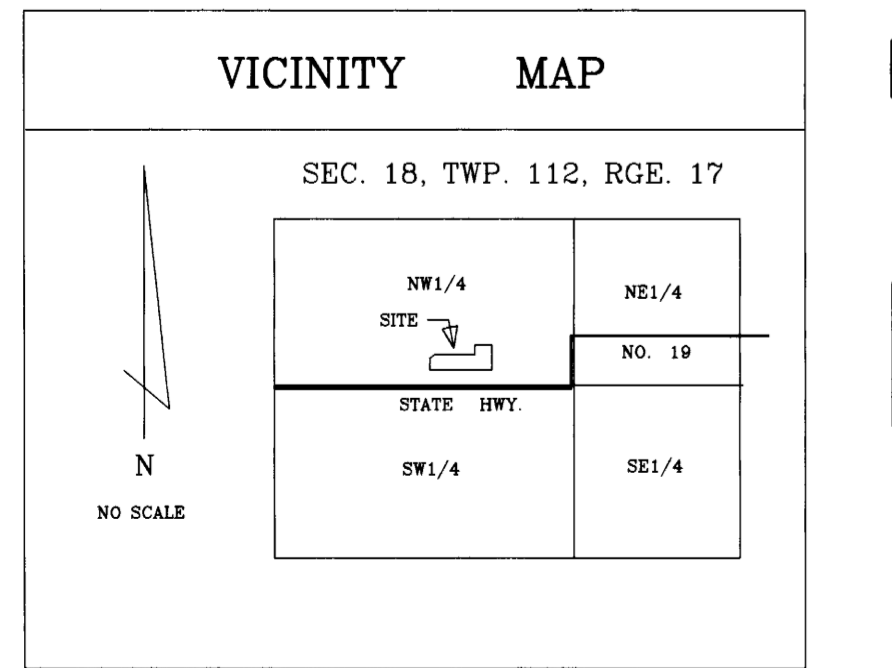 VICINITY MAP
SEC. 18, TWP. 112, RGE. 17
NW1/4
NE1/4
SITE
NO. 19
STATE HWY.
SW1/4
SE1/4
N
NO SCALE